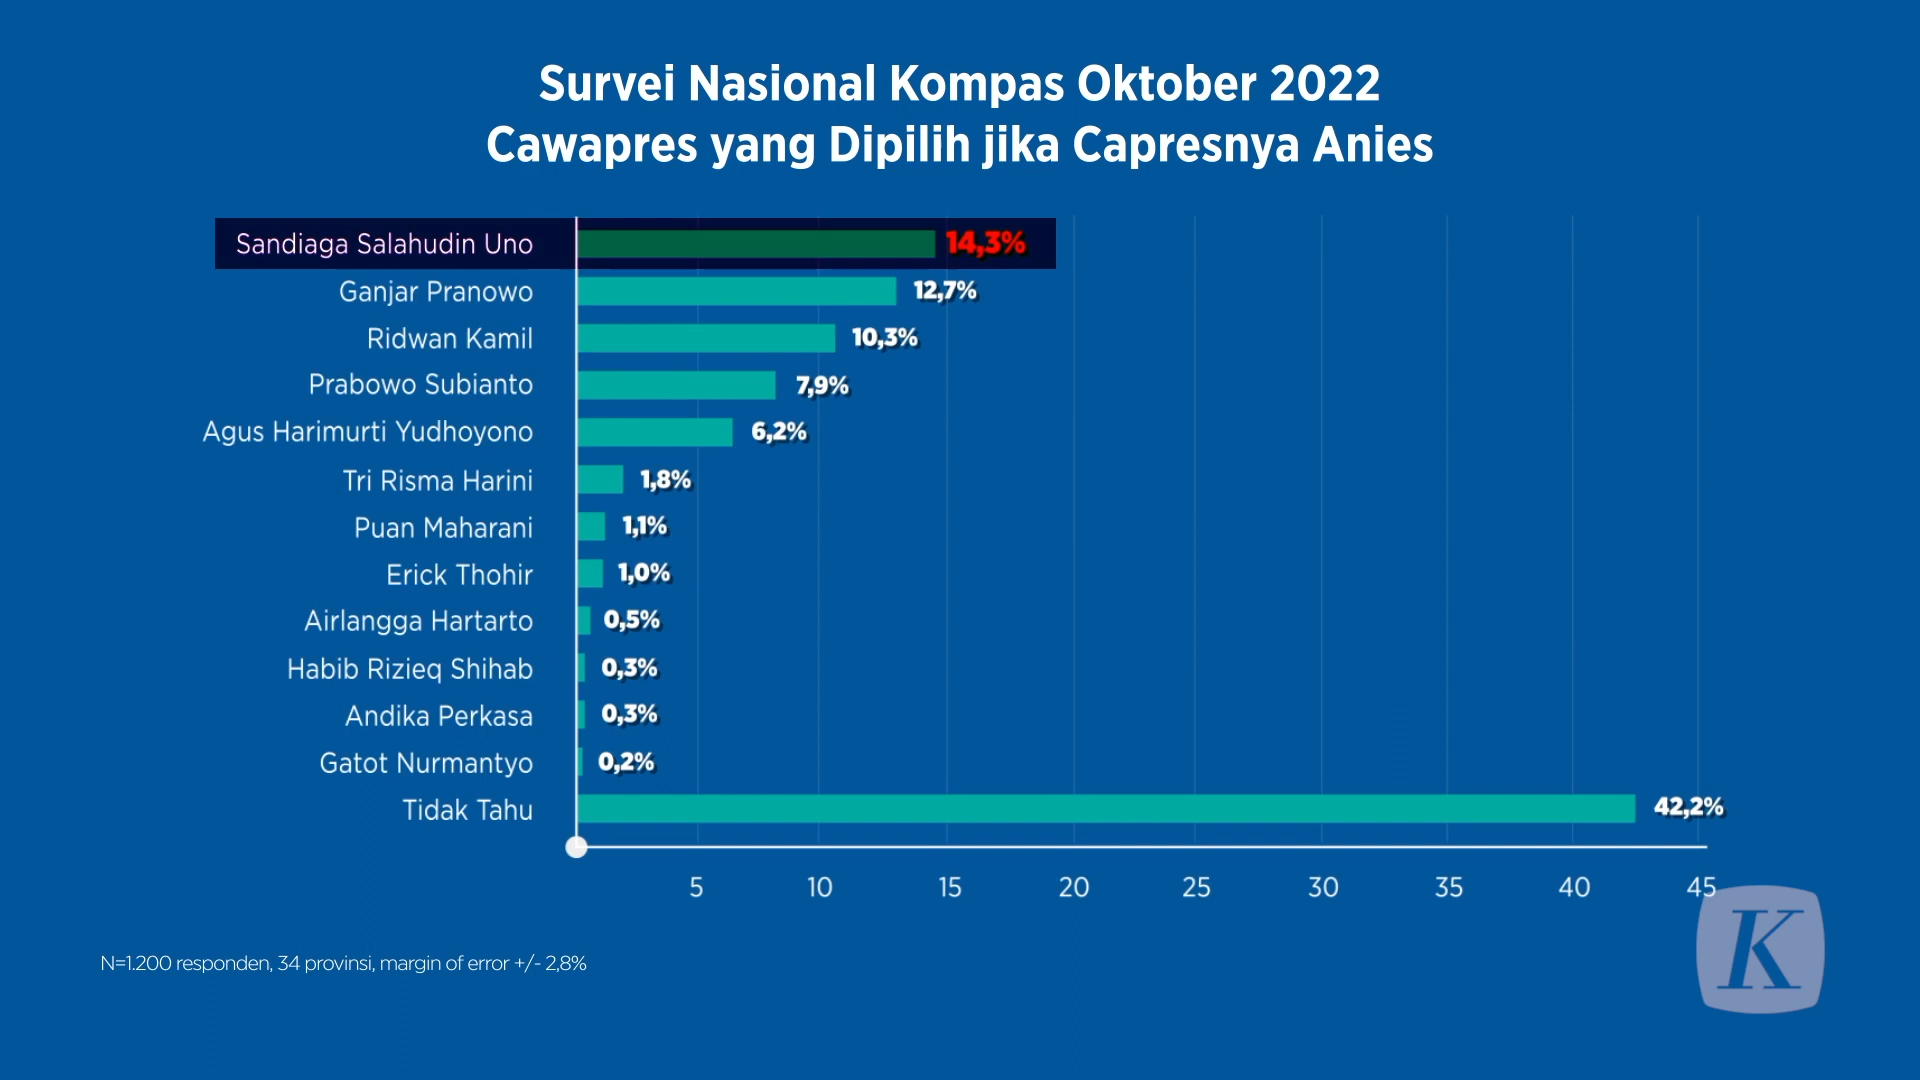 Survei Nasional Kompas Oktober 2022
Cawapres yang Dipilih jika Capresnya Anies
Sandiaga Salahudin Uno 14,3%
Ganjar Pranowo 12,7%
Ridwan Kamil 10,3%
Prabowo Subianto 7,9%
Agus Harimurti Yudhoyono 6,2%
Tri Risma Harini 1,8%
Puan Maharani 1,1%
Erick Thohir 1,0%
Airlangga Hartarto 0,5%
Habib Rizieq Shihab 0,3%
Andika Perkasa 0,3%
Gatot Nurmantyo 0,2%
Tidak Tahu 42,2%
5 10 15 20 25 30 35 40 45
N=1.200 responden, 34 provinsi, margin of error +/- 2,8%
K